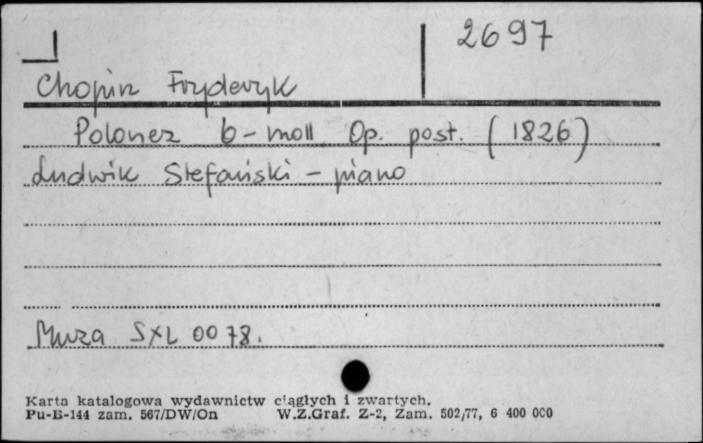 2697
Chopin Fryderyk
Polonez b-moll Op. post. (1826)
Ludwik Stefański - piano
Muza SXL 0078.
Karta katalogowa wydawnictw ciągłych i zwartych.
Pu-B-144 zam. 567/DW/On W.Z.Graf. Z-2, Zam. 502/77, 6 400 000